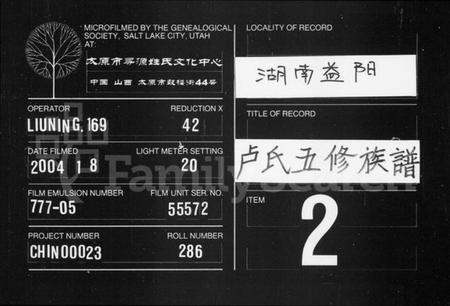 MICROFILMED BY THE GENEALOGICAL
SOCIETY, SALT LAKE CITY, UTAH
AT:
太原市寻源姓氏文化中心
中国 山西 太原市啟福街44号
OPERATOR
REDUCTION X
LIUNING, 169
42
DATE FILMED
LIGHT METER SETTING
2004 1 8
20
FILM EMULSION NUMBER
FILM UNIT SER. NO.
777-05
55572
PROJECT NUMBER
ROLL NUMBER
CHIN00023
286
LOCALITY OF RECORD
湖南益阳
TITLE OF RECORD
卢氏五修族譜
ITEM
2
FamilySearch